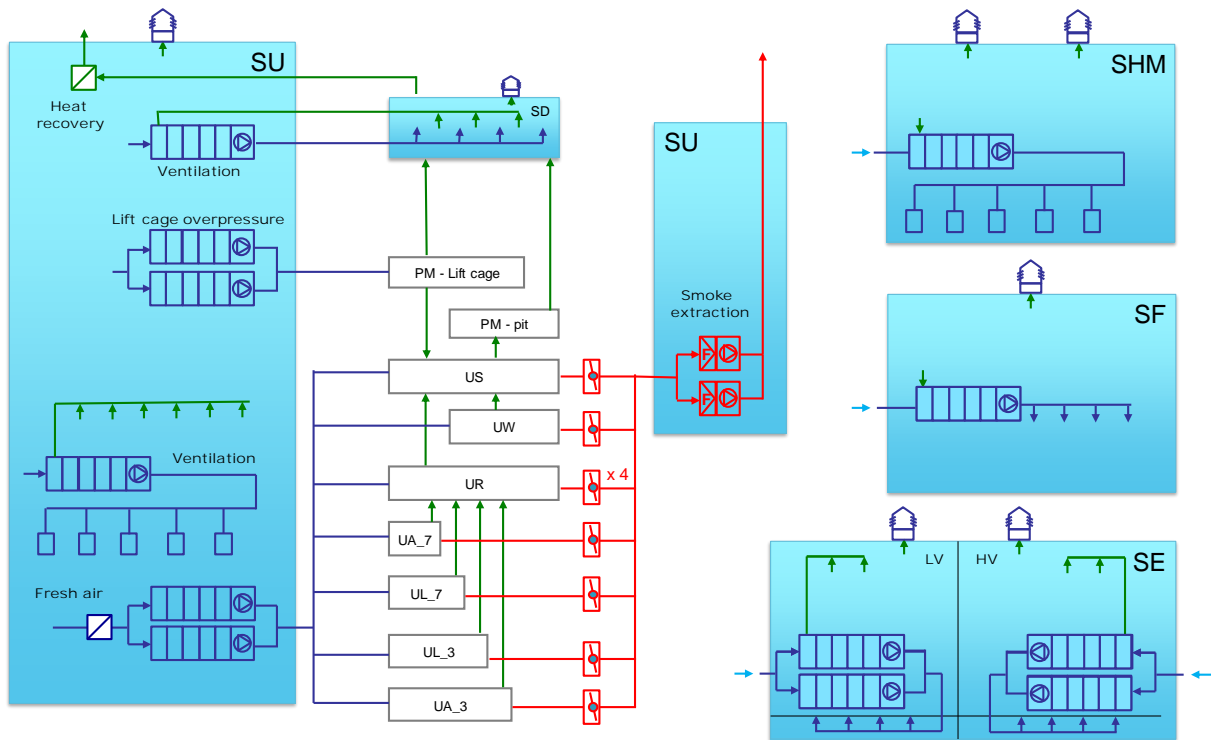 SU
Heat
recovery
Ventilation
SD
Lift cage overpressure
PM - Lift cage
PM - pit
US
UW
UR
x 4
UA_7
UL_7
UL_3
UA_3
Ventilation
Fresh air
SU
Smoke
extraction
F
F
SHM
SF
LV
HV
SE